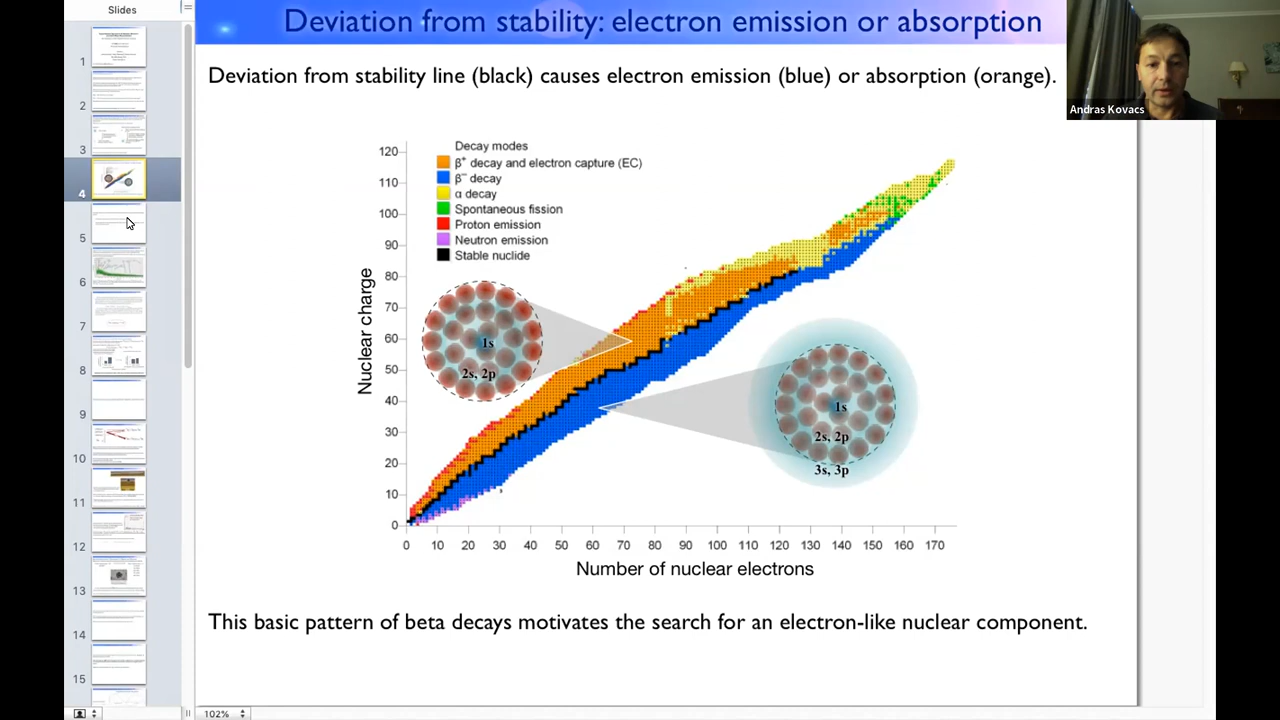 Slides
Deviation from stability: electron emission or absorption
Andras Kovacs
Deviation from stability line (black) causes electron emission (blue) or absorption (orange).
Decay modes
β+ decay and electron capture (EC)
β− decay
α decay
Spontaneous fission
Proton emission
Neutron emission
Stable nuclide
Nuclear charge
120
110
100
90
80
70
60
50
40
30
20
10
0
1s
2s, 2p
1s
2s, 2p
3s, 3p
0 10 20 30 40 50 60 70 80 90 100 110 120 130 140 150 160 170
Number of nuclear electrons
This basic pattern of beta decays motivates the search for an electron-like nuclear component.
1
2
3
4
5
6
7
8
9
10
11
12
13
14
15
102%